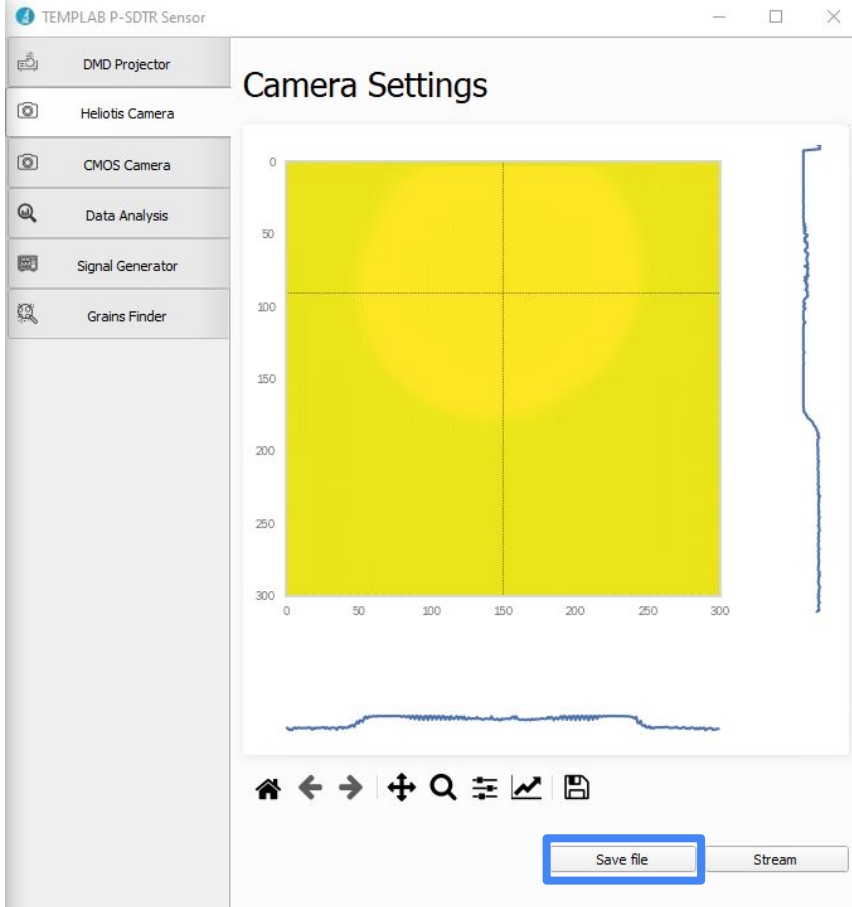 TEMPLAB P-SDTR Sensor
DMD Projector
Heliotis Camera
CMOS Camera
Data Analysis
Signal Generator
Grains Finder
Camera Settings
0
50
100
150
200
250
300
0 50 100 150 200 250 300
Save file Stream